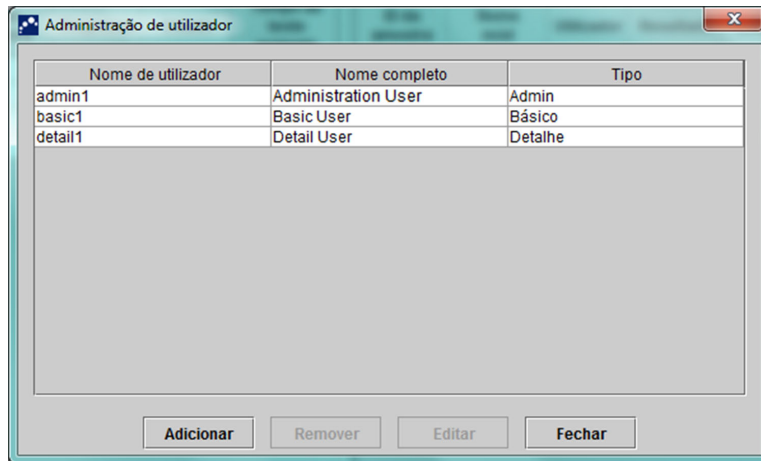 Administração de utilizador
Nome de utilizador Nome completo Tipo
admin1 Administration User Admin
basic1 Basic User Básico
detail1 Detail User Detalhe
Adicionar Remover Editar Fechar